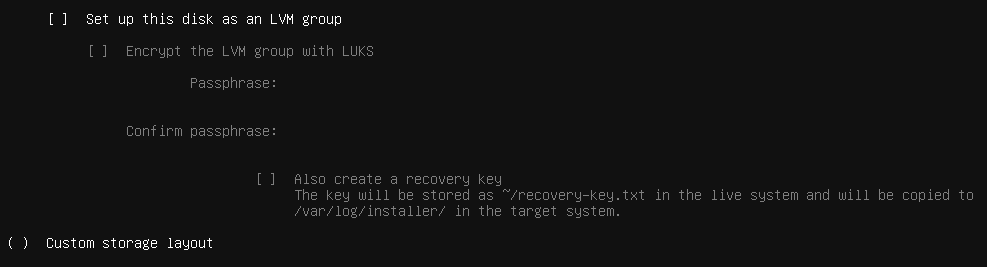 [ ] Set up this disk as an LVM group
[ ] Encrypt the LVM group with LUKS
Passphrase:
Confirm passphrase:
[ ] Also create a recovery key
The key will be stored as ~/recovery-key.txt in the live system and will be copied to
/var/log/installer/ in the target system.
( ) Custom storage layout